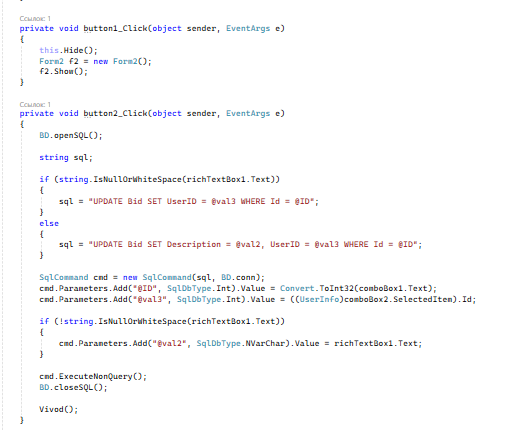 Ссылок: 1
private void button1_Click(object sender, EventArgs e)
{
this.Hide();
Form2 f2 = new Form2();
f2.Show();
}
Ссылок: 1
private void button2_Click(object sender, EventArgs e)
{
BD.openSQL();
string sql;
if (string.IsNullOrWhiteSpace(richTextBox1.Text))
{
sql = "UPDATE Bid SET UserID = @val3 WHERE Id = @ID";
}
else
{
sql = "UPDATE Bid SET Description = @val2, UserID = @val3 WHERE Id = @ID";
}
SqlCommand cmd = new SqlCommand(sql, BD.conn);
cmd.Parameters.Add("@ID", SqlDbType.Int).Value = Convert.ToInt32(comboBox1.Text);
cmd.Parameters.Add("@val3", SqlDbType.Int).Value = ((UserInfo)comboBox2.SelectedItem).Id;
if (!string.IsNullOrWhiteSpace(richTextBox1.Text))
{
cmd.Parameters.Add("@val2", SqlDbType.NVarChar).Value = richTextBox1.Text;
}
cmd.ExecuteNonQuery();
BD.closeSQL();
Vivod();
}